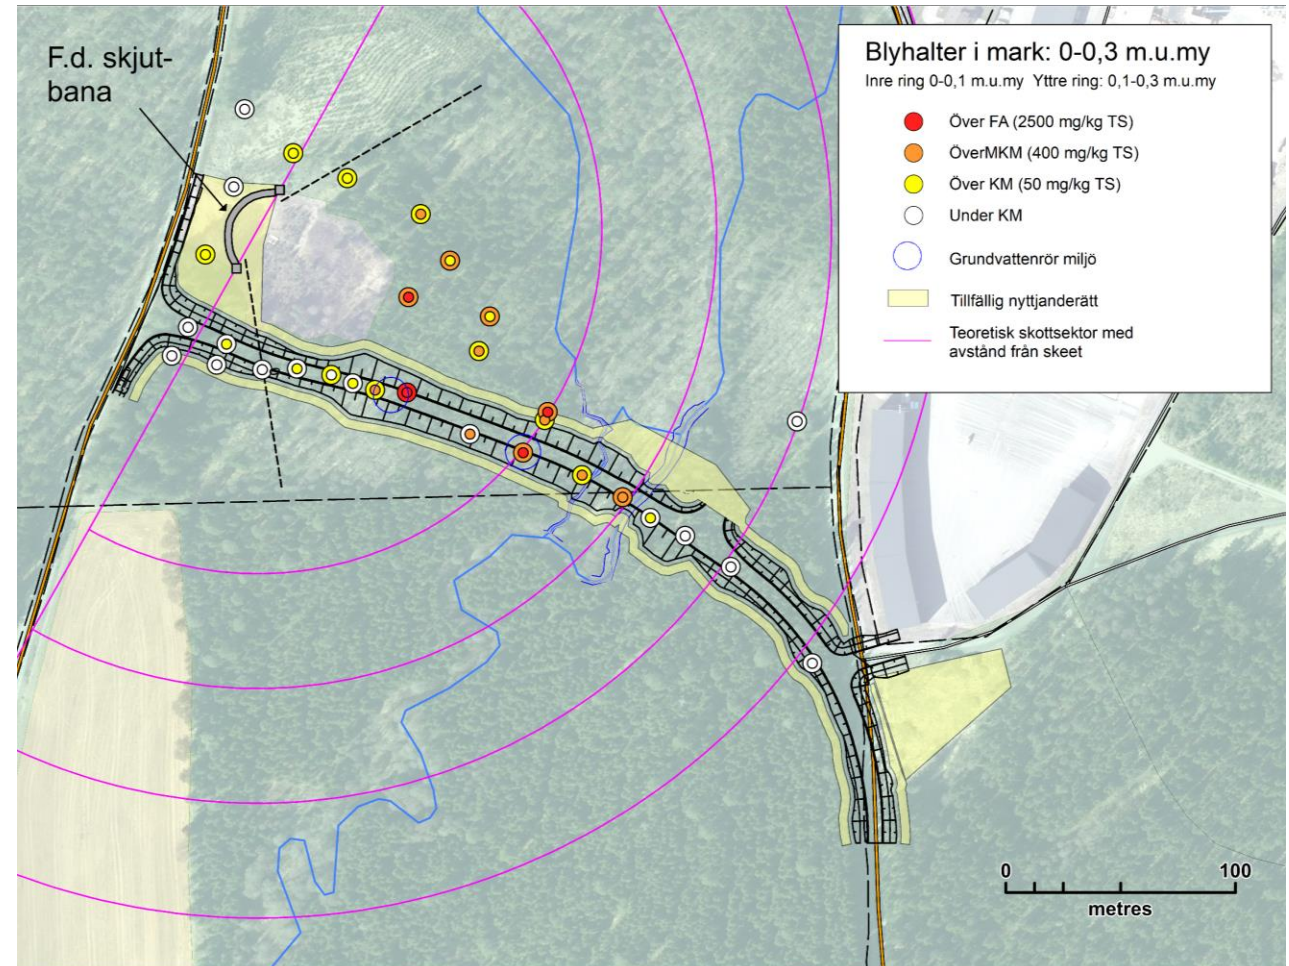 F.d. skjut-
bana
Blyhalter i mark: 0-0,3 m.u.my
Inre ring 0-0,1 m.u.my Yttre ring: 0,1-0,3 m.u.my
Över FA (2500 mg/kg TS)
ÖverMKM (400 mg/kg TS)
Över KM (50 mg/kg TS)
Under KM
Grundvattenrör miljö
Tillfällig nyttjanderätt
Teoretisk skottsektor med
avstånd från skeet
0 100
metres